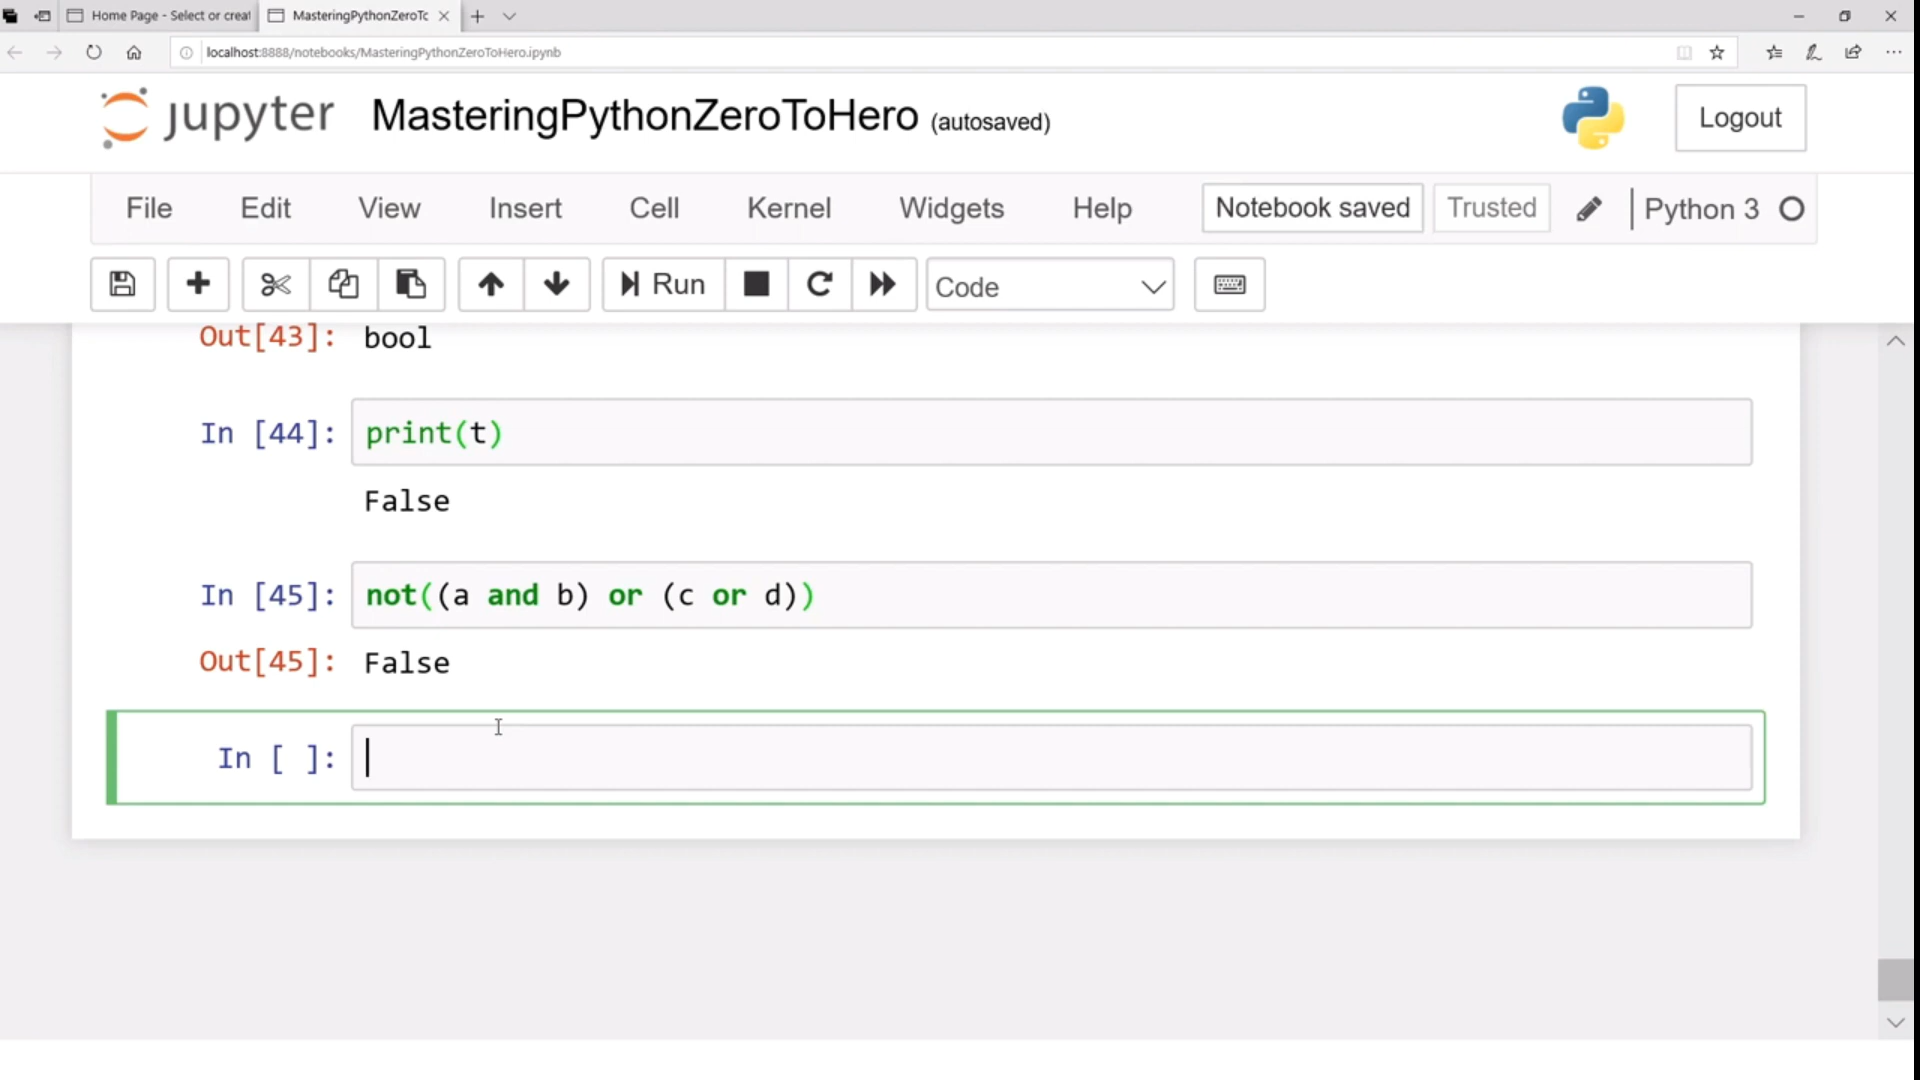 Home Page - Select or creat
MasteringPythonZeroTc
localhost:8888/notebooks/MasteringPythonZeroToHero.ipynb
jupyter MasteringPythonZeroToHero (autosaved) Logout
File Edit View Insert Cell Kernel Widgets Help Notebook saved Trusted Python 3
Run Code
Out[43]: bool
In [44]: print(t)
False
In [45]: not((a and b) or (c or d))
Out[45]: False
In [ ]: